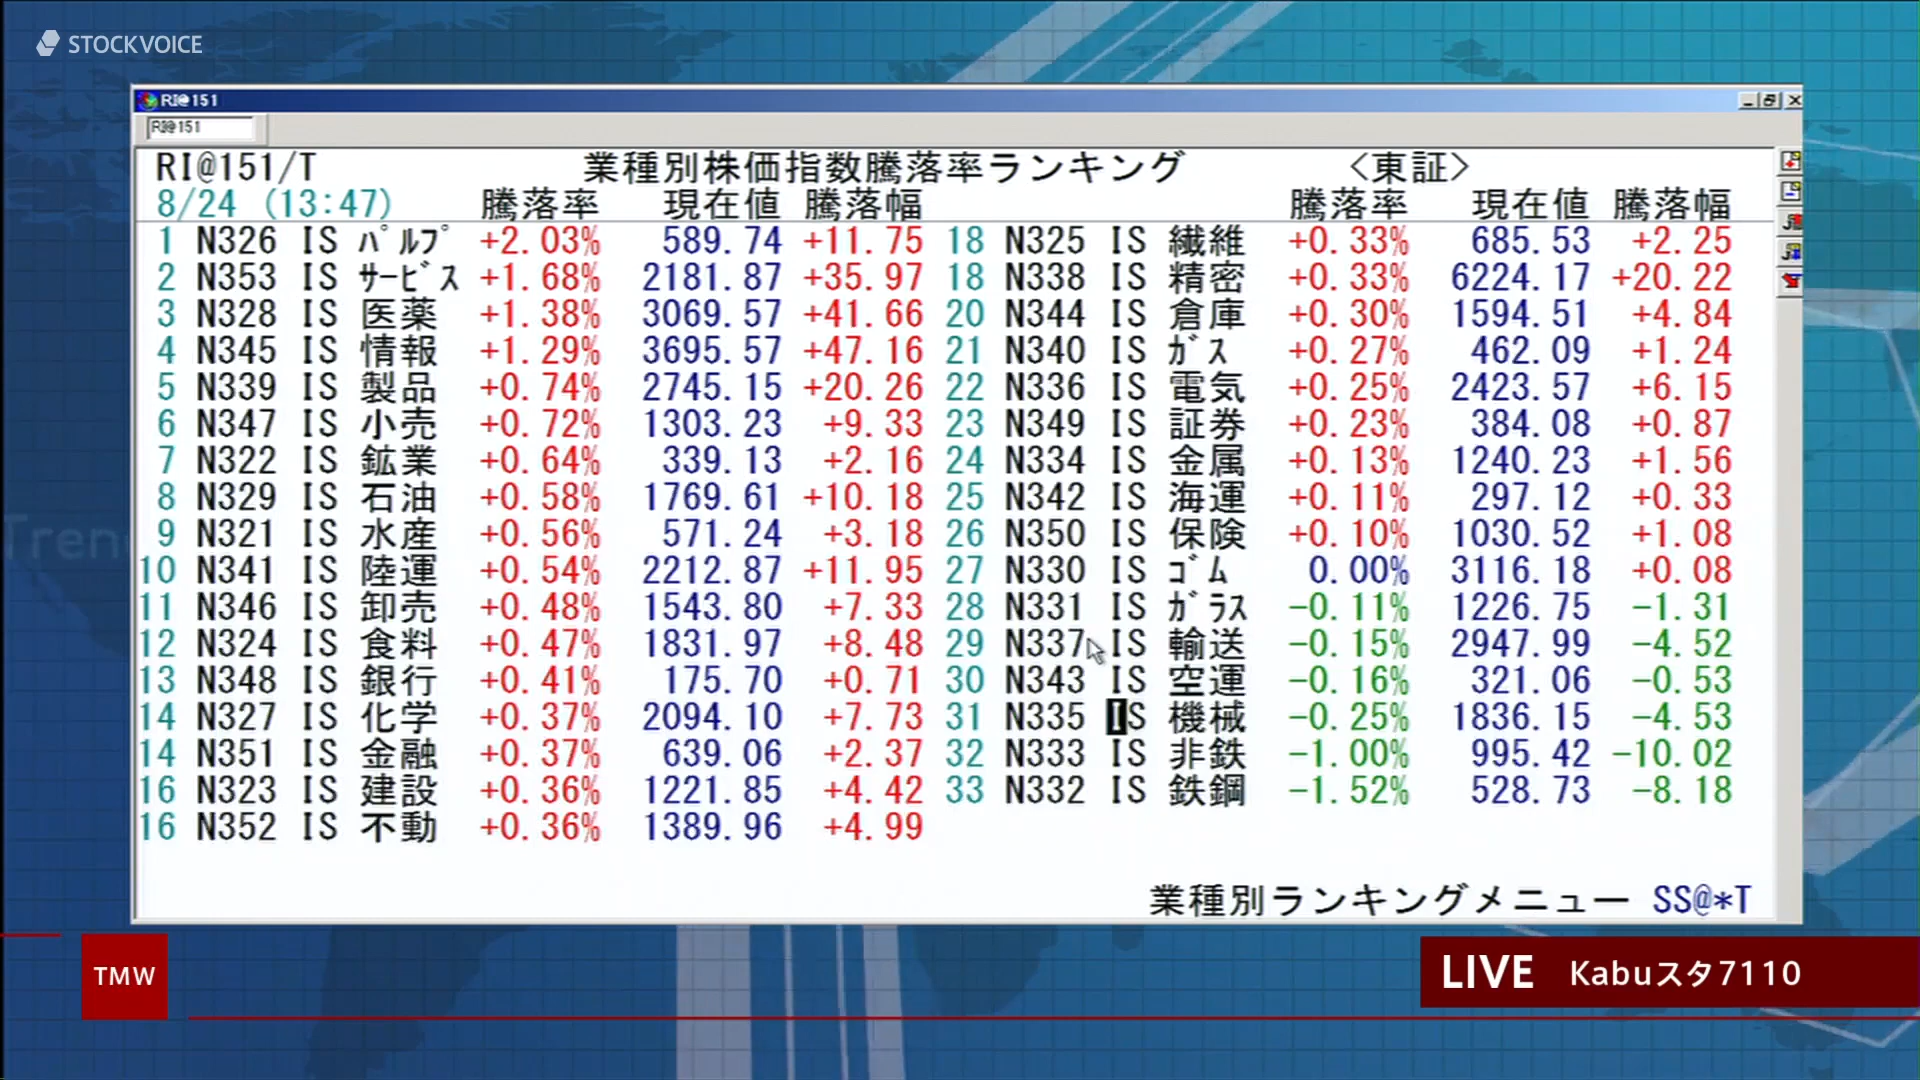 STOCKVOICE
RI@151
RI@151
RI@151/T 業種別株価指数騰落率ランキング 〈東証〉
8/24 (13:47) 騰落率 現在値 騰落幅 騰落率 現在値 騰落幅
1 N326 IS パルプ +2.03% 589.74 +11.75 18 N325 IS 繊維 +0.33% 685.53 +2.25
2 N353 IS サービス +1.68% 2181.87 +35.97 18 N338 IS 精密 +0.33% 6224.17 +20.22
3 N328 IS 医薬 +1.38% 3069.57 +41.66 20 N344 IS 倉庫 +0.30% 1594.51 +4.84
4 N345 IS 情報 +1.29% 3695.57 +47.16 21 N340 IS ガス +0.27% 462.09 +1.24
5 N339 IS 製品 +0.74% 2745.15 +20.26 22 N336 IS 電気 +0.25% 2423.57 +6.15
6 N347 IS 小売 +0.72% 1303.23 +9.33 23 N349 IS 証券 +0.23% 384.08 +0.87
7 N322 IS 鉱業 +0.64% 339.13 +2.16 24 N334 IS 金属 +0.13% 1240.23 +1.56
8 N329 IS 石油 +0.58% 1769.61 +10.18 25 N342 IS 海運 +0.11% 297.12 +0.33
9 N321 IS 水産 +0.56% 571.24 +3.18 26 N350 IS 保険 +0.10% 1030.52 +1.08
10 N341 IS 陸運 +0.54% 2212.87 +11.95 27 N330 IS ゴム 0.00% 3116.18 +0.08
11 N346 IS 卸売 +0.48% 1543.80 +7.33 28 N331 IS ガラス -0.11% 1226.75 -1.31
12 N324 IS 食料 +0.47% 1831.97 +8.48 29 N337 IS 輸送 -0.15% 2947.99 -4.52
13 N348 IS 銀行 +0.41% 175.70 +0.71 30 N343 IS 空運 -0.16% 321.06 -0.53
14 N327 IS 化学 +0.37% 2094.10 +7.73 31 N335 IS 機械 -0.25% 1836.15 -4.53
14 N351 IS 金融 +0.37% 639.06 +2.37 32 N333 IS 非鉄 -1.00% 995.42 -10.02
16 N323 IS 建設 +0.36% 1221.85 +4.42 33 N332 IS 鉄鋼 -1.52% 528.73 -8.18
16 N352 IS 不動 +0.36% 1389.96 +4.99
業種別ランキングメニュー SS@*T
TMW
LIVE Kabuスタ7110